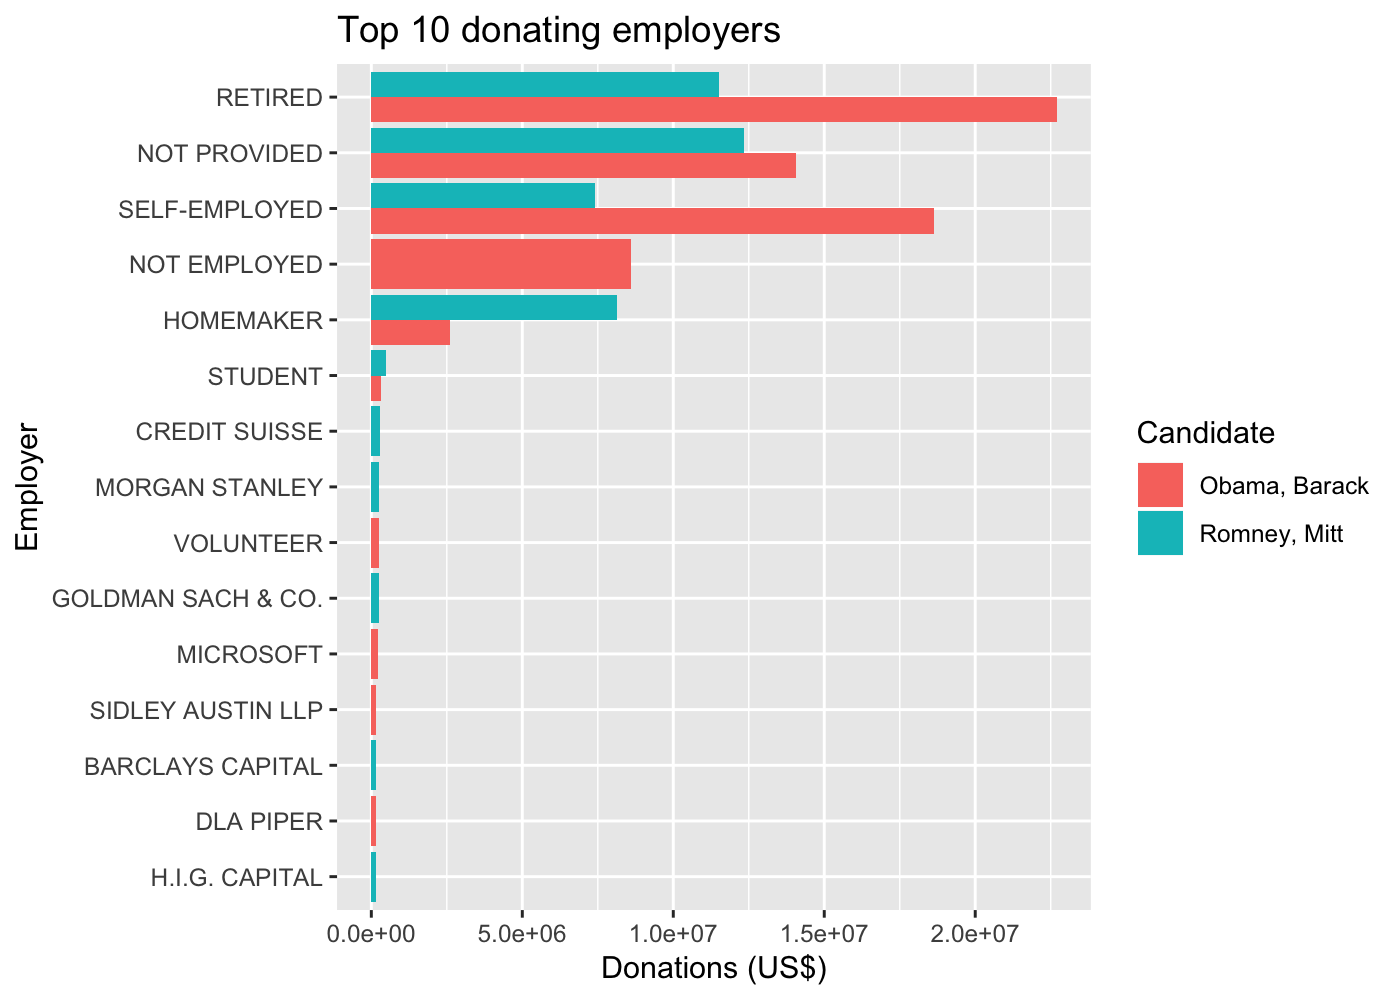 Top 10 donating employers
RETIRED
NOT PROVIDED
SELF-EMPLOYED
NOT EMPLOYED
HOMEMAKER
STUDENT
CREDIT SUISSE
MORGAN STANLEY
VOLUNTEER
GOLDMAN SACH & CO.
MICROSOFT
SIDLEY AUSTIN LLP
BARCLAYS CAPITAL
DLA PIPER
H.I.G. CAPITAL
Employer
0.0e+00 5.0e+06 1.0e+07 1.5e+07 2.0e+07
Donations (US$)
Candidate
Obama, Barack
Romney, Mitt